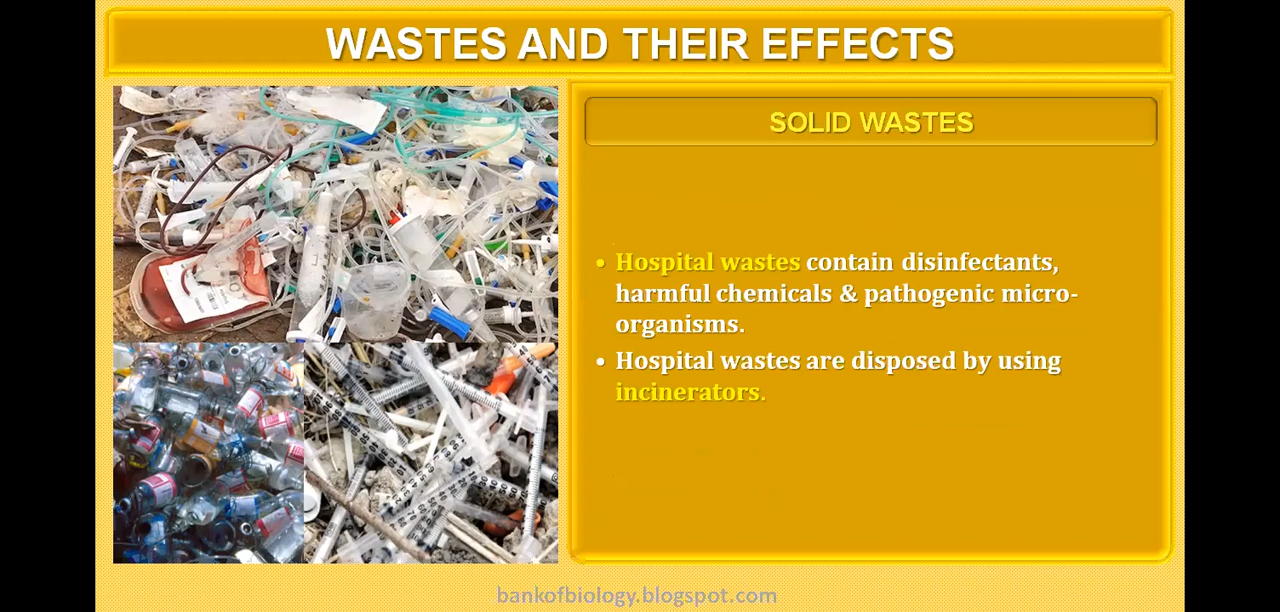 WASTES AND THEIR EFFECTS
SOLID WASTES
• Hospital wastes contain disinfectants,
harmful chemicals & pathogenic micro-
organisms.
• Hospital wastes are disposed by using
incinerators.
bankofbiology.blogspot.com